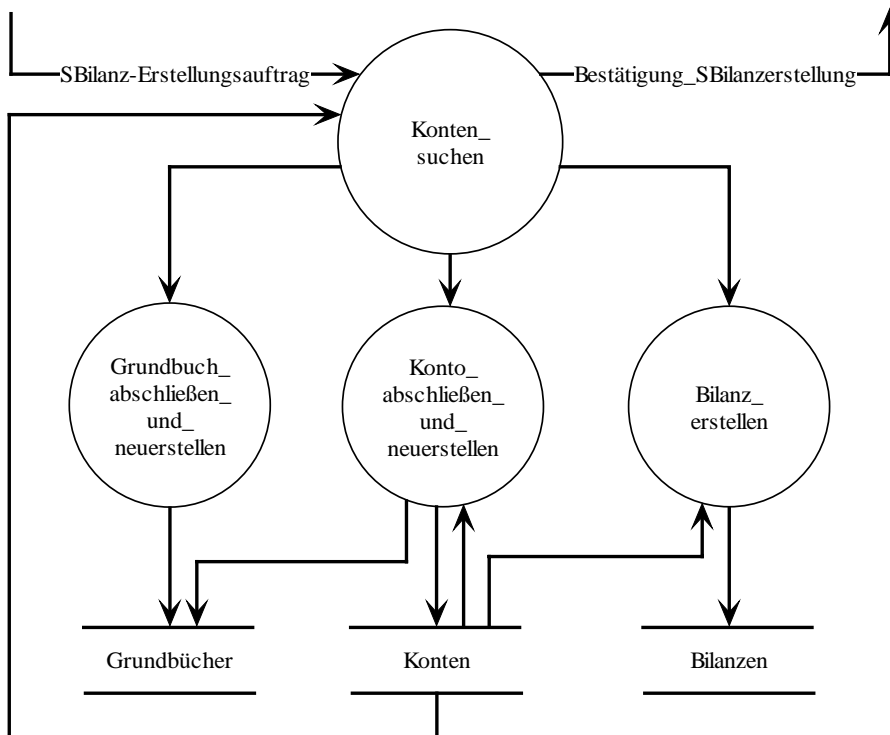 SBilanz-Erstellungsauftrag
Bestätigung_SBilanzerstellung
Konten_
suchen
Grundbuch_
abschließen_
und_
neuerstellen
Konto_
abschließen_
und_
neuerstellen
Bilanz_
erstellen
Grundbücher
Konten
Bilanzen